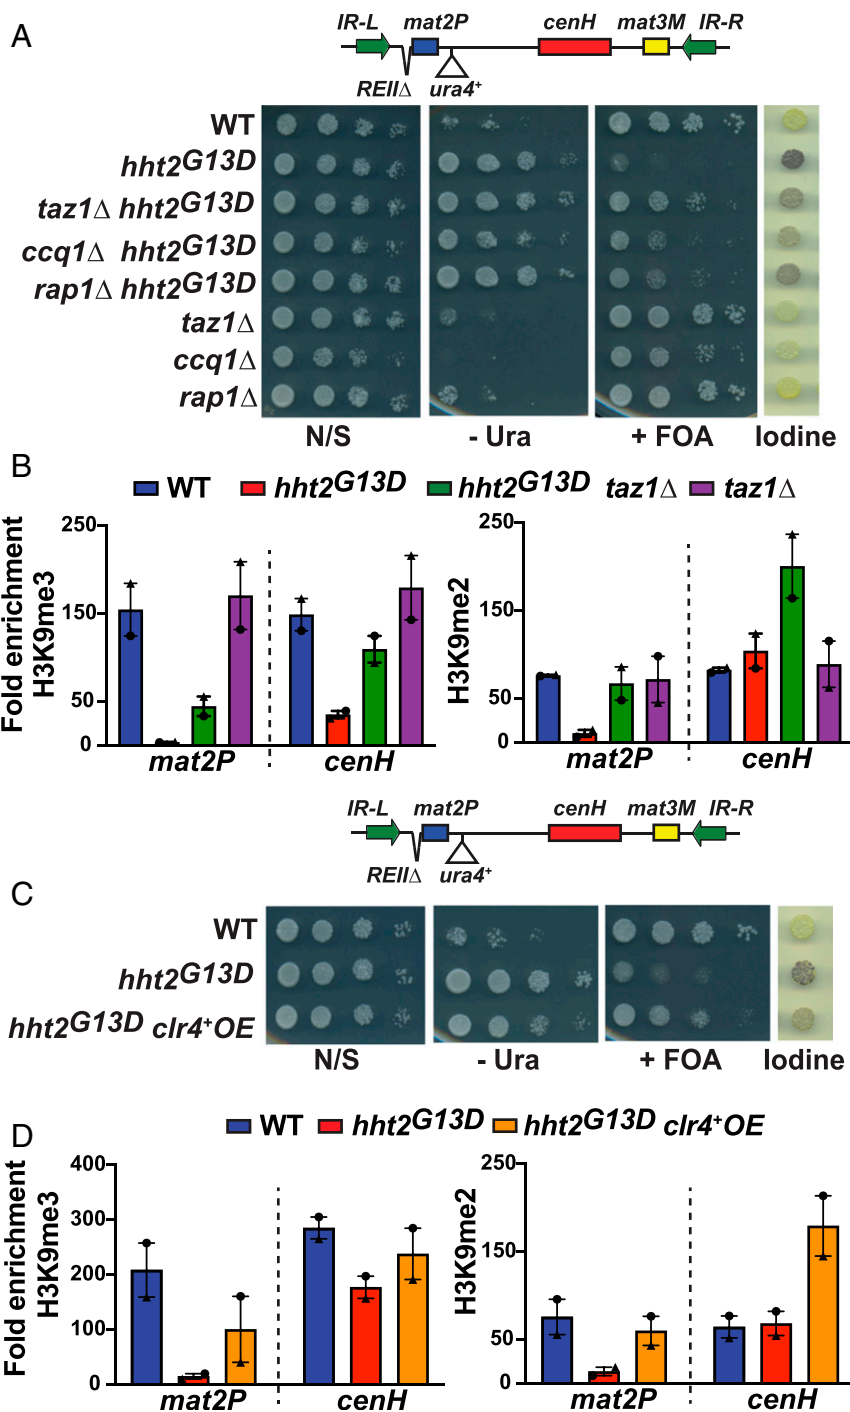 A
IR-L mat2P cenH mat3M IR-R
REIIΔ ura4+
WT
hht2G13D
taz1Δ hht2G13D
ccq1Δ hht2G13D
rap1Δ hht2G13D
taz1Δ
ccq1Δ
rap1Δ
N/S - Ura + FOA Iodine
B
WT hht2G13D hht2G13D taz1Δ taz1Δ
Fold enrichment
H3K9me3
250
150
50
0
mat2P cenH
H3K9me2
250
150
50
0
mat2P cenH
IR-L mat2P cenH mat3M IR-R
REIIΔ ura4+
C
WT
hht2G13D
hht2G13D clr4+OE
N/S - Ura + FOA Iodine
D
WT hht2G13D hht2G13D clr4+OE
Fold enrichment
H3K9me3
400
300
200
100
0
mat2P cenH
H3K9me2
250
150
50
0
mat2P cenH